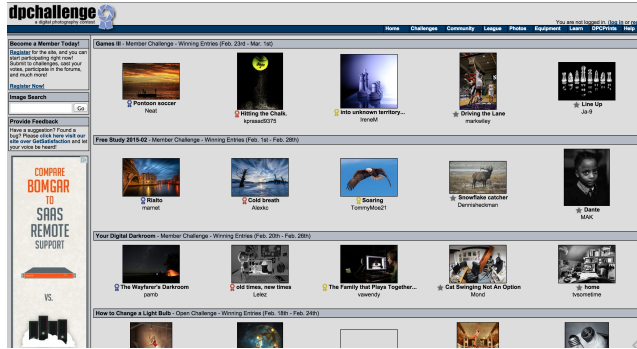 dpchallenge
a digital photography contest
You are not logged in. (log in or re
Home Challenges Community League Photos Equipment Learn DPCPrints Help
Become a Member Today!
Register for the site, and you can
start participating right now!
Submit to challenges, cast your
votes, participate in the forums,
and much more!
Register Now!
Image Search
Go
Provide Feedback
Have a suggestion? Found a
bug? Please click here visit our
site over GetSatisfaction and let
your voice be heard!
COMPARE
BOMGAR
TO
SAAS
REMOTE
SUPPORT
VS.
Games III - Member Challenge - Winning Entries (Feb. 23rd - Mar. 1st)
Pontoon soccer
Neat
Hitting the Chalk.
kprasad9375
into unknown territory...
IreneM
Driving the Lane
markwiley
Line Up
Ja-9
Free Study 2015-02 - Member Challenge - Winning Entries (Feb. 1st - Feb. 28th)
Rialto
mamet
Cold breath
Alexkc
Soaring
TommyMoe21
Snowflake catcher
Dennisheckman
Dante
MAK
Your Digital Darkroom - Member Challenge - Winning Entries (Feb. 20th - Feb. 26th)
The Wayfarer's Darkroom
pamb
old times, new times
Lelez
The Family that Plays Together...
vawendy
Cat Swinging Not An Option
Mond
home
tvsometime
How to Change a Light Bulb - Open Challenge - Winning Entries (Feb. 18th - Feb. 24th)